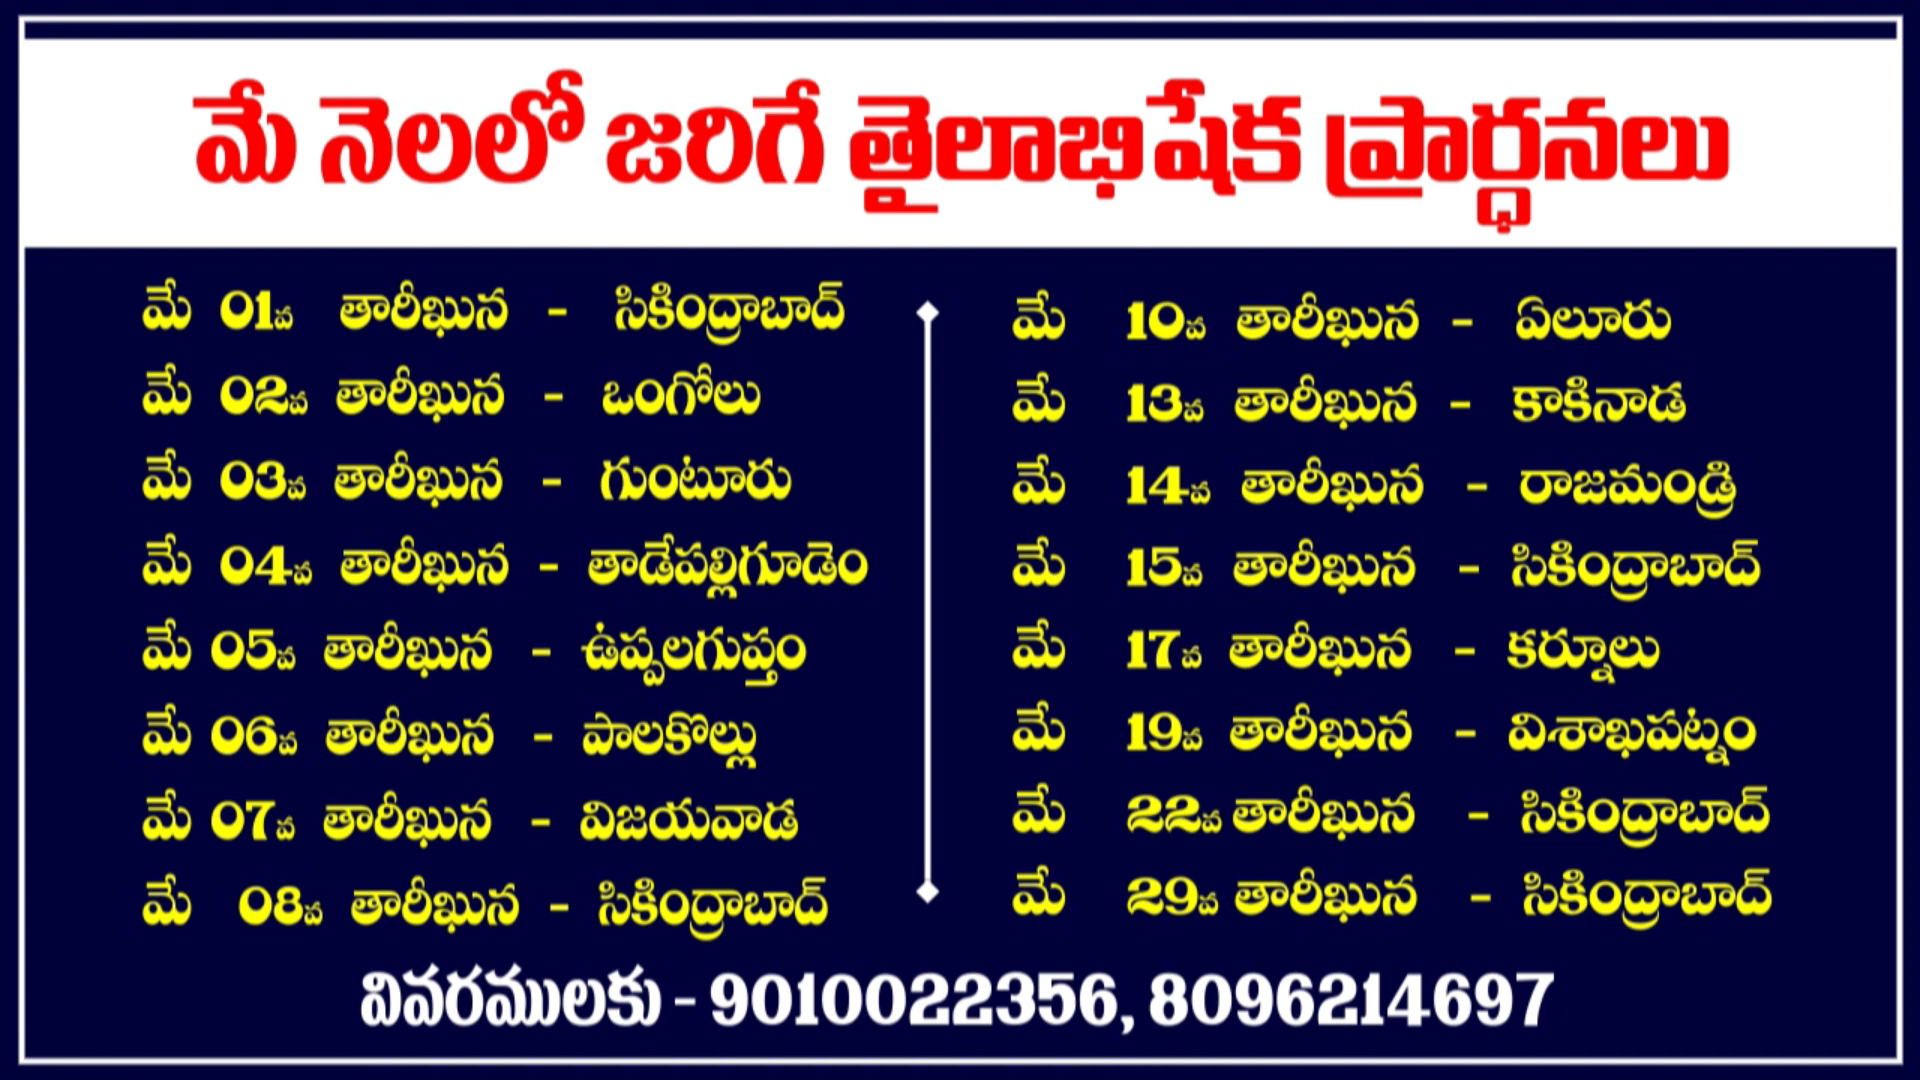 మే నెలలో జరిగే తైలాభిషేక ప్రార్ధనలు
మే 01వ తారీఖున - సికింద్రాబాద్
మే 02వ తారీఖున - ఒంగోలు
మే 03వ తారీఖున - గుంటూరు
మే 04వ తారీఖున - తాడేపల్లిగూడెం
మే 05వ తారీఖున - ఉప్పలగుప్తం
మే 06వ తారీఖున - పాలకొల్లు
మే 07వ తారీఖున - విజయవాడ
మే 08వ తారీఖున - సికింద్రాబాద్
మే 10వ తారీఖున - ఏలూరు
మే 13వ తారీఖున - కాకినాడ
మే 14వ తారీఖున - రాజమండ్రి
మే 15వ తారీఖున - సికింద్రాబాద్
మే 17వ తారీఖున - కర్నూలు
మే 19వ తారీఖున - విశాఖపట్నం
మే 22వ తారీఖున - సికింద్రాబాద్
మే 29వ తారీఖున - సికింద్రాబాద్
వివరములకు - 9010022356, 8096214697